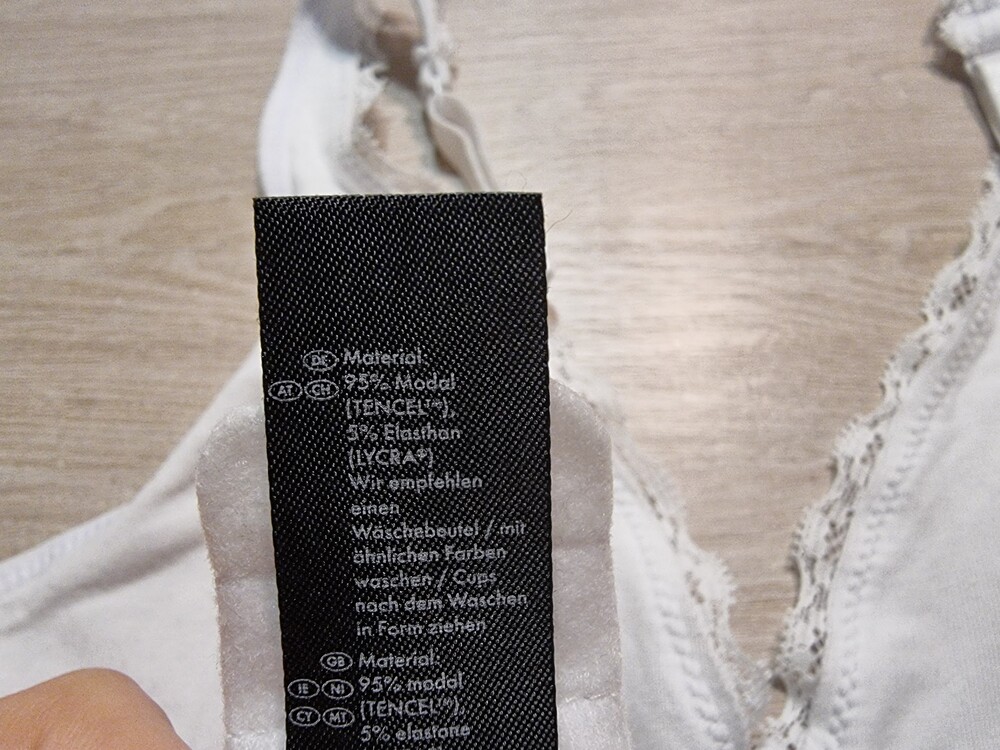 DE Material:
AT CH 95% Modal
(TENCEL™),
5% Elasthan
(LYCRA®)
Wir empfehlen
einen
Wäschebeutel / mit
ähnlichen Farben
waschen / Cups
nach dem Waschen
in Form ziehen
GB Material:
IE NI 95% modal
CY MT (TENCEL™),
5% elastane